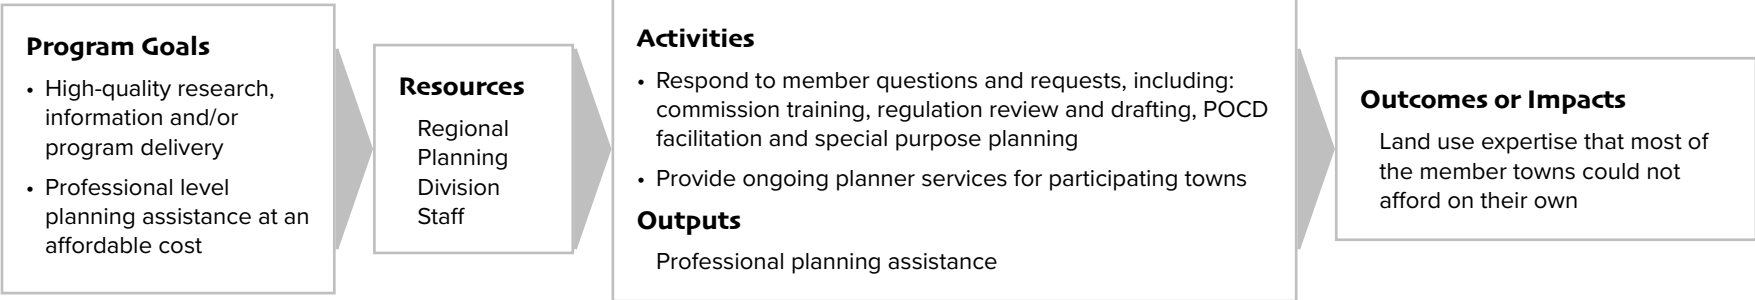 Program Goals
• High-quality research,
information and/or
program delivery
• Professional level
planning assistance at an
affordable cost
Resources
Regional
Planning
Division
Staff
Activities
• Respond to member questions and requests, including:
commission training, regulation review and drafting, POCD
facilitation and special purpose planning
• Provide ongoing planner services for participating towns
Outputs
Professional planning assistance
Outcomes or Impacts
Land use expertise that most of
the member towns could not
afford on their own